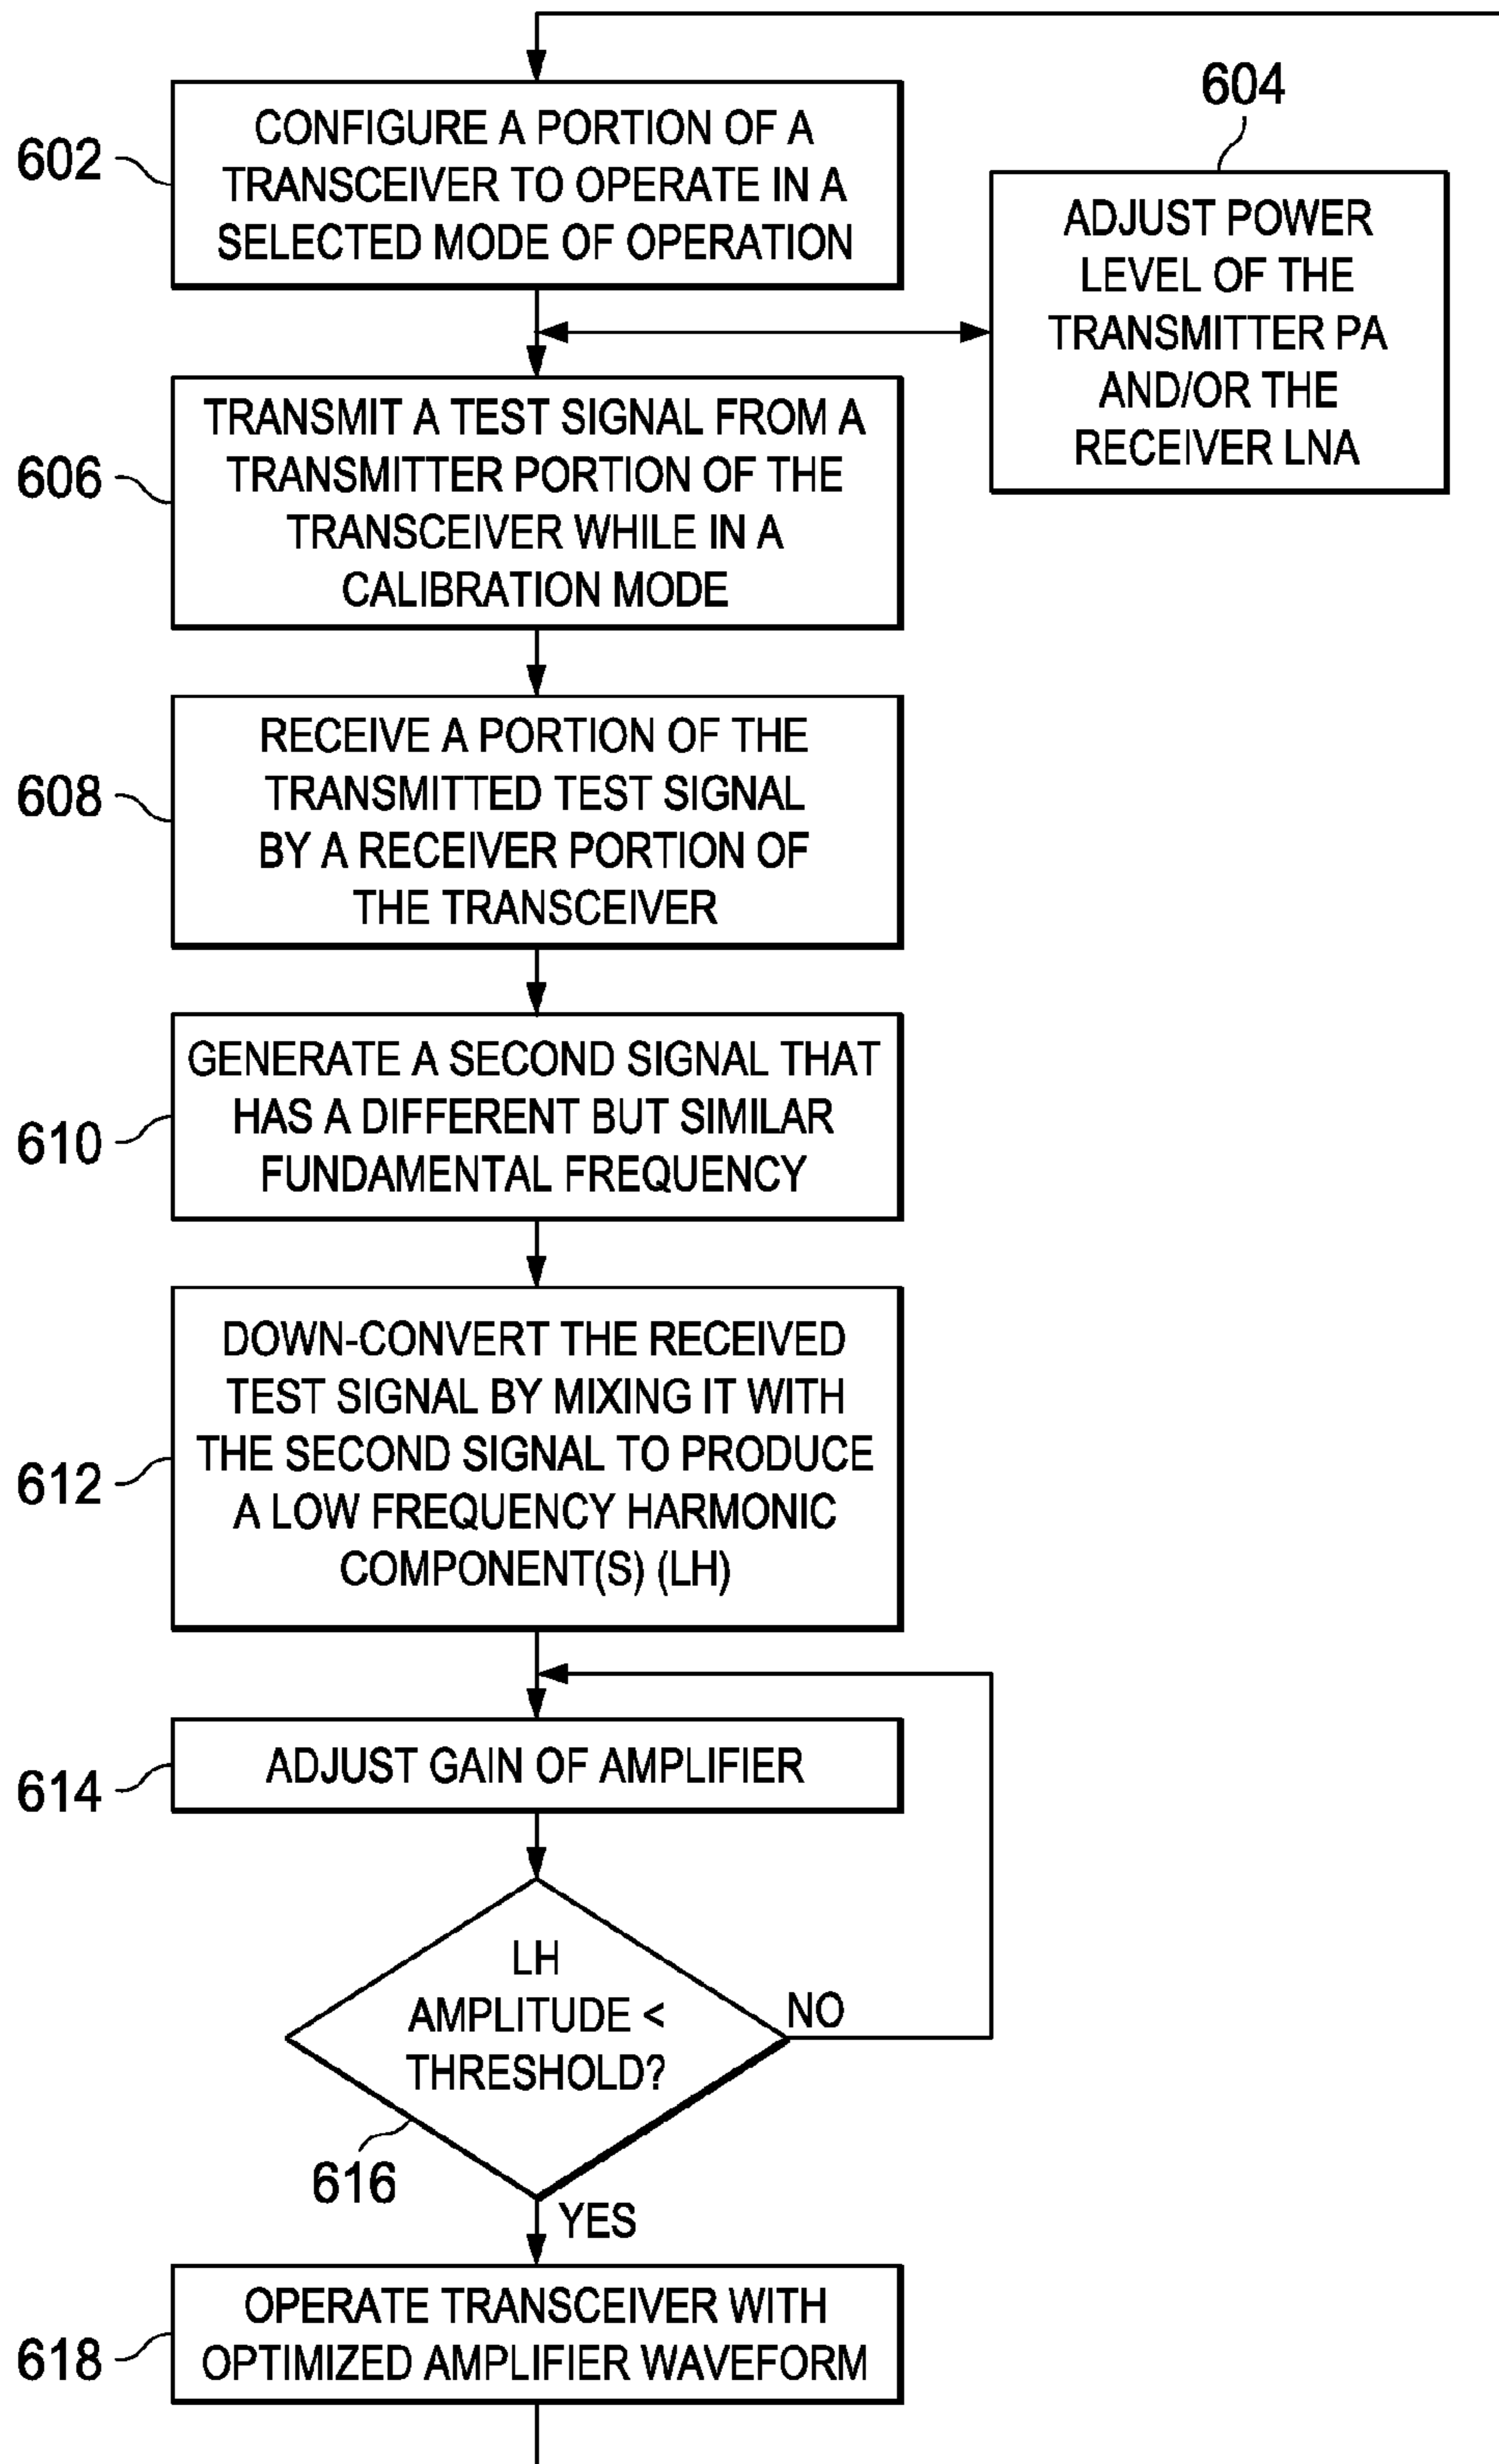 602
CONFIGURE A PORTION OF A
TRANSCEIVER TO OPERATE IN A
SELECTED MODE OF OPERATION
604
ADJUST POWER
LEVEL OF THE
TRANSMITTER PA
AND/OR THE
RECEIVER LNA
606
TRANSMIT A TEST SIGNAL FROM A
TRANSMITTER PORTION OF THE
TRANSCEIVER WHILE IN A
CALIBRATION MODE
608
RECEIVE A PORTION OF THE
TRANSMITTED TEST SIGNAL
BY A RECEIVER PORTION OF
THE TRANSCEIVER
610
GENERATE A SECOND SIGNAL THAT
HAS A DIFFERENT BUT SIMILAR
FUNDAMENTAL FREQUENCY
612
DOWN-CONVERT THE RECEIVED
TEST SIGNAL BY MIXING IT WITH
THE SECOND SIGNAL TO PRODUCE
A LOW FREQUENCY HARMONIC
COMPONENT(S) (LH)
614
ADJUST GAIN OF AMPLIFIER
LH
AMPLITUDE <
THRESHOLD?
NO
616
YES
618
OPERATE TRANSCEIVER WITH
OPTIMIZED AMPLIFIER WAVEFORM